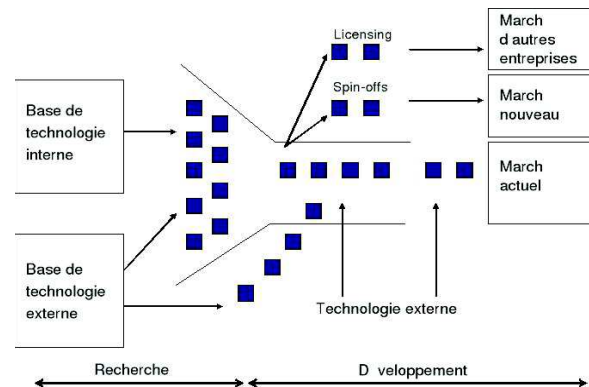 Licensing
March
d autres
entreprises
Spin-offs
March
nouveau
Base de
technologie
interne
March
actuel
Base de
technologie
externe
Technologie externe
Recherche
D veloppement